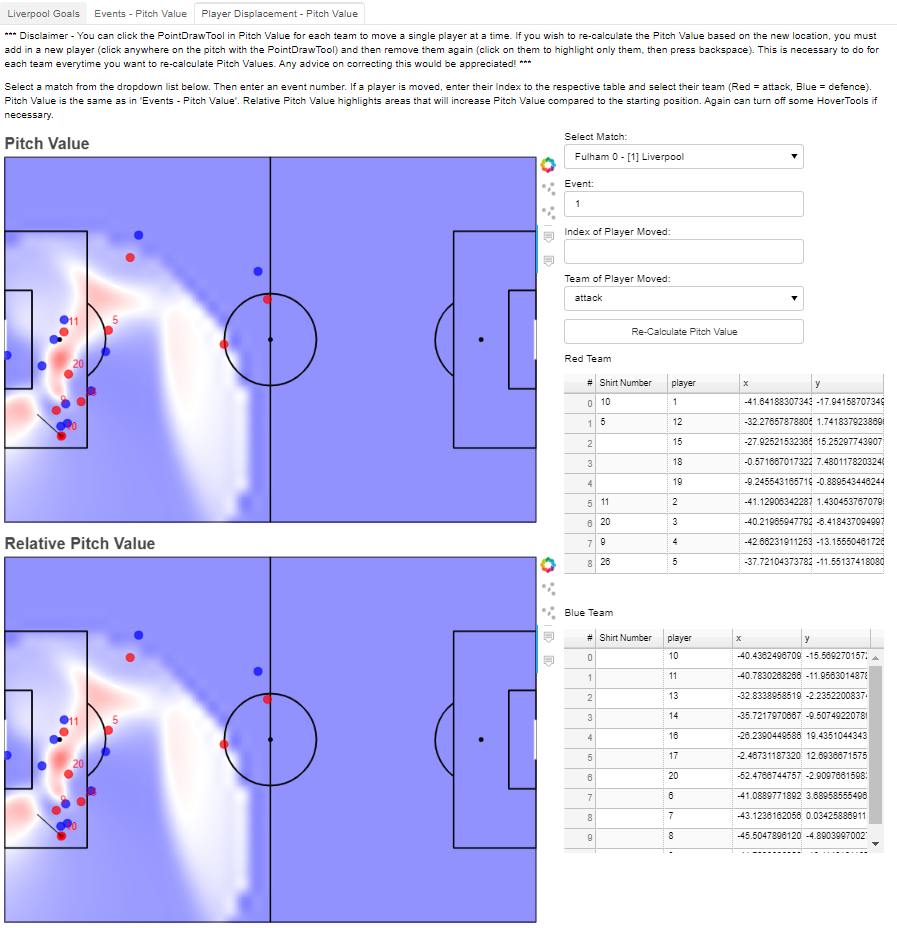 Liverpool Goals Events - Pitch Value Player Displacement - Pitch Value
*** Disclaimer - You can click the PointDrawTool in Pitch Value for each team to move a single player at a time. If you wish to re-calculate the Pitch Value based on the new location, you must
add in a new player (click anywhere on the pitch with the PointDrawTool) and then remove them again (click on them to highlight only them, then press backspace). This is necessary to do for
each team everytime you want to re-calculate Pitch Values. Any advice on correcting this would be appreciated! ***
Select a match from the dropdown list below. Then enter an event number. If a player is moved, enter their Index to the respective table and select their team (Red = attack, Blue = defence).
Pitch Value is the same as in 'Events - Pitch Value'. Relative Pitch Value highlights areas that will increase Pitch Value compared to the starting position. Again can turn off some HoverTools if
necessary.
Pitch Value
11
5
20
9
Relative Pitch Value
11
5
20
9
Select Match:
Fulham 0 - [1] Liverpool
Event:
1
Index of Player Moved:
Team of Player Moved:
attack
Re-Calculate Pitch Value
Red Team
# Shirt Number player x y
0 10 1 -41.64188307343 -17.94158707349
1 5 12 -32.27657878805 1.7418379238690
2 15 -27.92521532365 15.25297743907
3 18 -0.571667017322 7.4801178203240
4 19 -9.245543165719 -0.889543446244
5 11 2 -41.12906342287 1.430453767079
6 20 3 -40.21965947792 -6.418437094997
7 9 4 -42.66231911253 -13.15550461726
8 26 5 -37.72104373782 -11.55137418080
Blue Team
# Shirt Number player x y
0 10 -40.4362496709 -15.5692701572
1 11 -40.7830268266 -11.9563014878
2 13 -32.8338958519 -2.2352200837
3 14 -35.7217970667 -9.5074922078
4 16 -26.2390449586 19.4351044343
5 17 -2.46731187320 12.6936671575
6 20 -52.4766744757 -2.9097661598
7 6 -41.0889771892 3.68958555496
8 7 -43.1236162056 0.03425886911
9 8 -45.5047896120 -4.8903997002